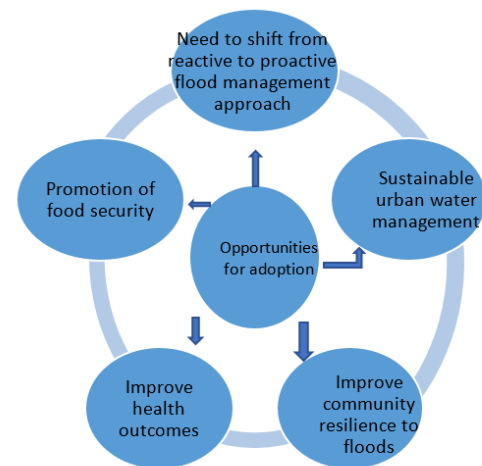 Need to shift from
reactive to proactive
flood management
approach
Promotion of
food security
Sustainable
urban water
management
Opportunities
for adoption
Improve
health
outcomes
Improve
community
resilience to
floods